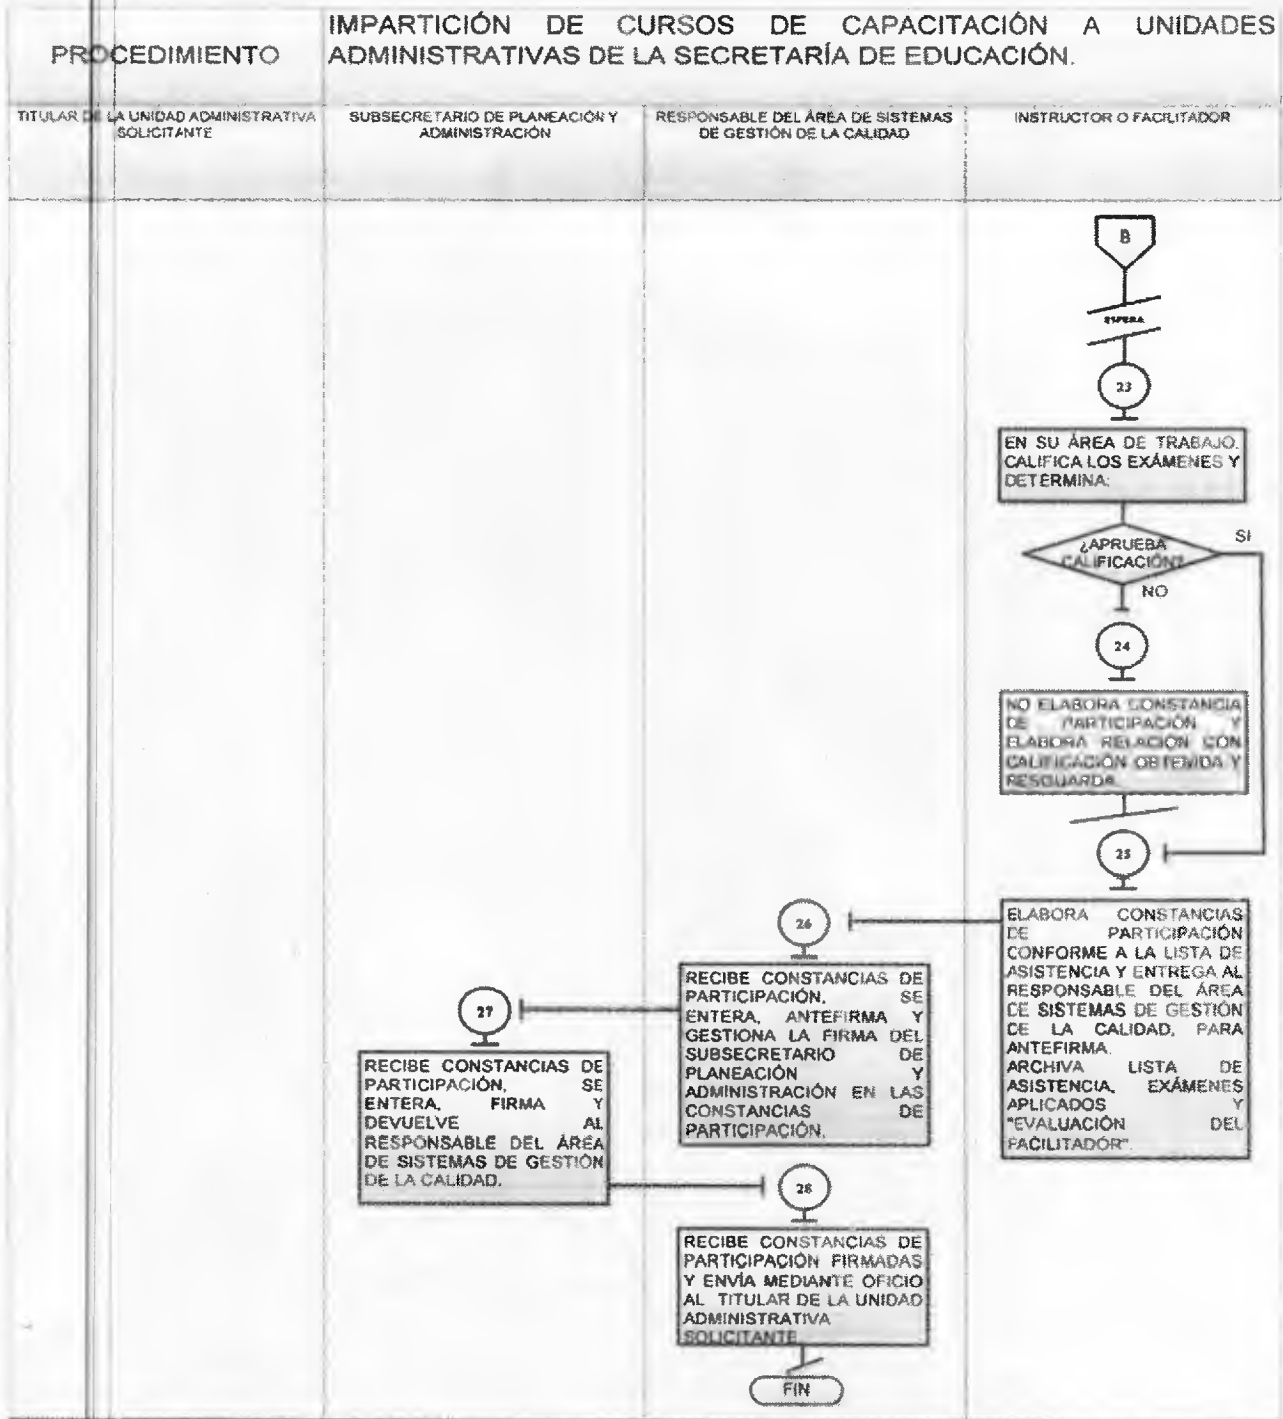 PROCEDIMIENTO
IMPARTICIÓN DE CURSOS DE CAPACITACIÓN A UNIDADES
ADMINISTRATIVAS DE LA SECRETARÍA DE EDUCACIÓN.
TITULAR DE LA UNIDAD ADMINISTRATIVA
SOLICITANTE
SUBSECRETARIO DE PLANEACIÓN Y
ADMINISTRACIÓN
RESPONSABLE DEL ÁREA DE SISTEMAS
DE GESTIÓN DE LA CALIDAD
INSTRUCTOR O FACILITADOR
B
ESPERA
23
EN SU ÁREA DE TRABAJO.
CALIFICA LOS EXÁMENES Y
DETERMINA:
¿APRUEBA
CALIFICACIÓN?
SI
NO
24
NO ELABORA CONSTANCIA
DE PARTICIPACIÓN Y
ELABORA RELACIÓN CON
CALIFICACIÓN OBTENIDA Y
RESGUARDA.
25
ELABORA CONSTANCIAS
DE PARTICIPACIÓN
CONFORME A LA LISTA DE
ASISTENCIA Y ENTREGA AL
RESPONSABLE DEL ÁREA
DE SISTEMAS DE GESTIÓN
DE LA CALIDAD, PARA
ANTEFIRMA.
ARCHIVA LISTA DE
ASISTENCIA, EXÁMENES
APLICADOS Y
"EVALUACIÓN DEL
FACILITADOR".
26
RECIBE CONSTANCIAS DE
PARTICIPACIÓN, SE
ENTERA, ANTEFIRMA Y
GESTIONA LA FIRMA DEL
SUBSECRETARIO DE
PLANEACIÓN Y
ADMINISTRACIÓN EN LAS
CONSTANCIAS DE
PARTICIPACIÓN.
27
RECIBE CONSTANCIAS DE
PARTICIPACIÓN, SE
ENTERA, FIRMA Y
DEVUELVE AL
RESPONSABLE DEL ÁREA
DE SISTEMAS DE GESTIÓN
DE LA CALIDAD.
28
RECIBE CONSTANCIAS DE
PARTICIPACIÓN FIRMADAS
Y ENVÍA MEDIANTE OFICIO
AL TITULAR DE LA UNIDAD
ADMINISTRATIVA
SOLICITANTE.
FIN